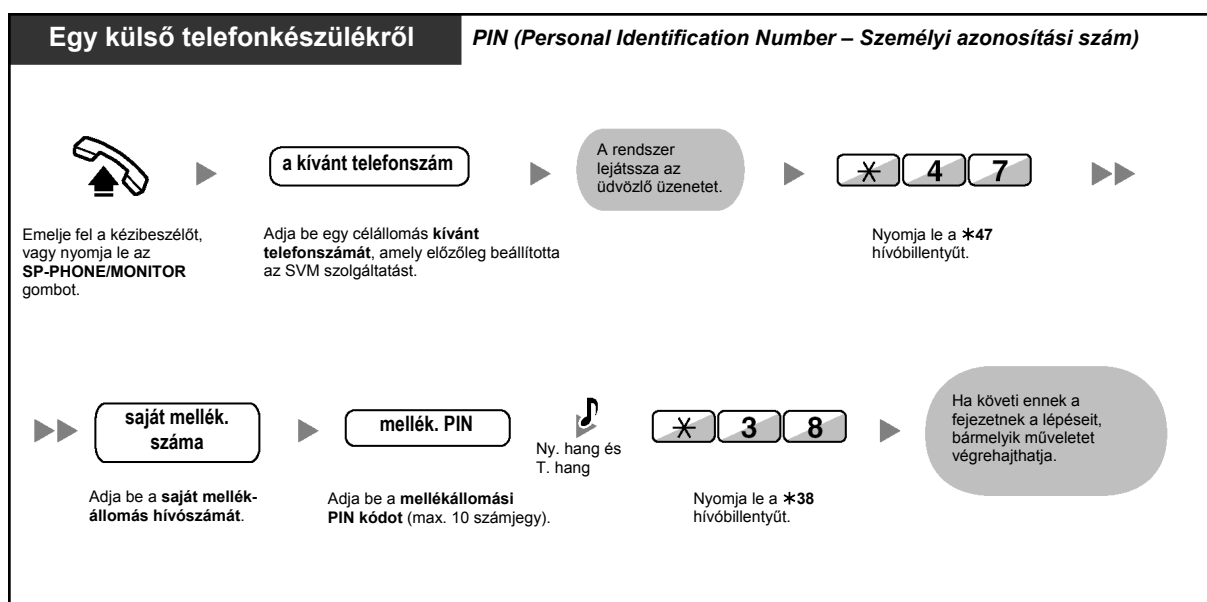 Egy külső telefonkészülékről
PIN (Personal Identification Number – Személyi azonosítási szám)
a kívánt telefonszám
A rendszer
lejátssza az
üdvözlő üzenetet.
* 4 7
Emelje fel a kézibeszélőt,
vagy nyomja le az
SP-PHONE/MONITOR
gombot.
Adja be egy célállomás kívánt
telefonszámát, amely előzőleg beállította
az SVM szolgáltatást.
Nyomja le a *47
hívóbillentyűt.
saját mellék.
száma
mellék. PIN
Ny. hang és
T. hang
* 3 8
Ha követi ennek a
fejezetnek a lépéseit,
bármelyik műveletet
végrehajthatja.
Adja be a saját mellék-
állomás hívószámát.
Adja be a mellékállomási
PIN kódot (max. 10 számjegy).
Nyomja le a *38
hívóbillentyűt.